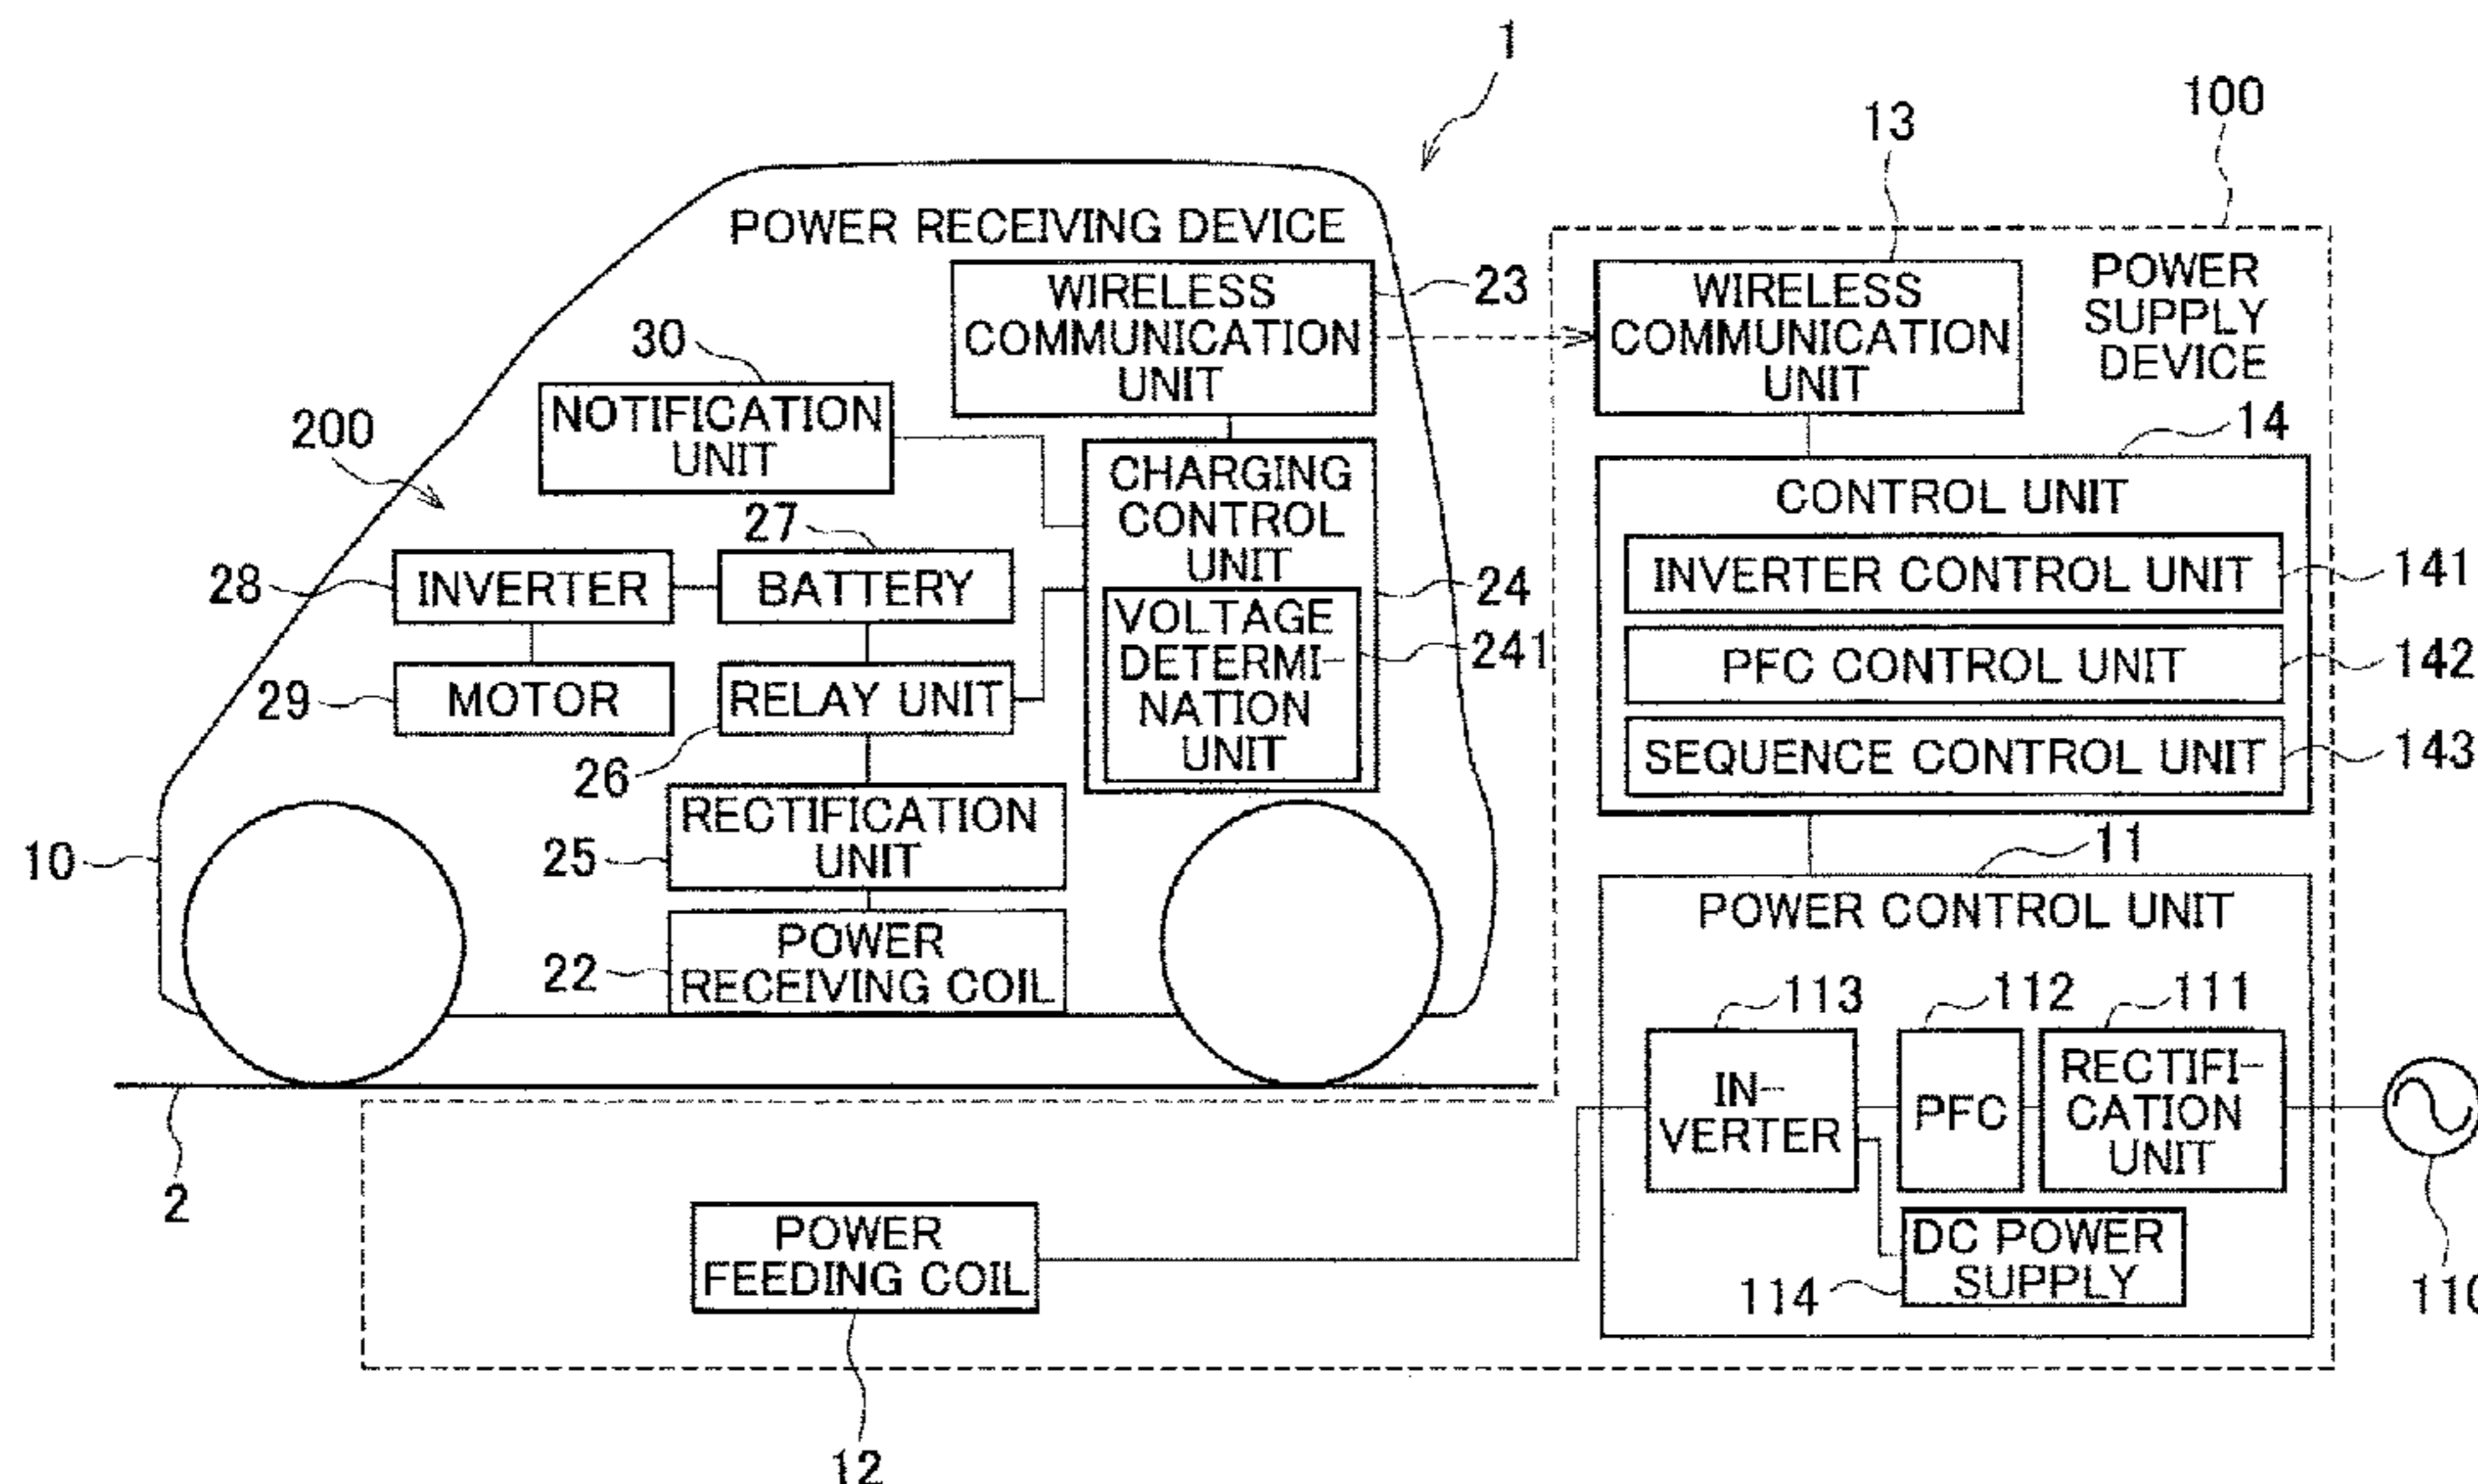 1
100
13
POWER RECEIVING DEVICE
WIRELESS
COMMUNICATION
UNIT
23
WIRELESS
COMMUNICATION
UNIT
POWER
SUPPLY
DEVICE
30
NOTIFICATION
UNIT
200
14
CHARGING
CONTROL
UNIT
24
VOLTAGE
DETERMI-
NATION
UNIT
241
CONTROL UNIT
INVERTER CONTROL UNIT
141
PFC CONTROL UNIT
142
SEQUENCE CONTROL UNIT
143
27
28
INVERTER
BATTERY
29
MOTOR
RELAY UNIT
26
RECTIFICATION
UNIT
25
10
POWER
RECEIVING COIL
22
11
POWER CONTROL UNIT
113
112
111
IN-
VERTER
PFC
RECTIFI-
CATION
UNIT
2
POWER
FEEDING COIL
DC POWER
SUPPLY
114
12